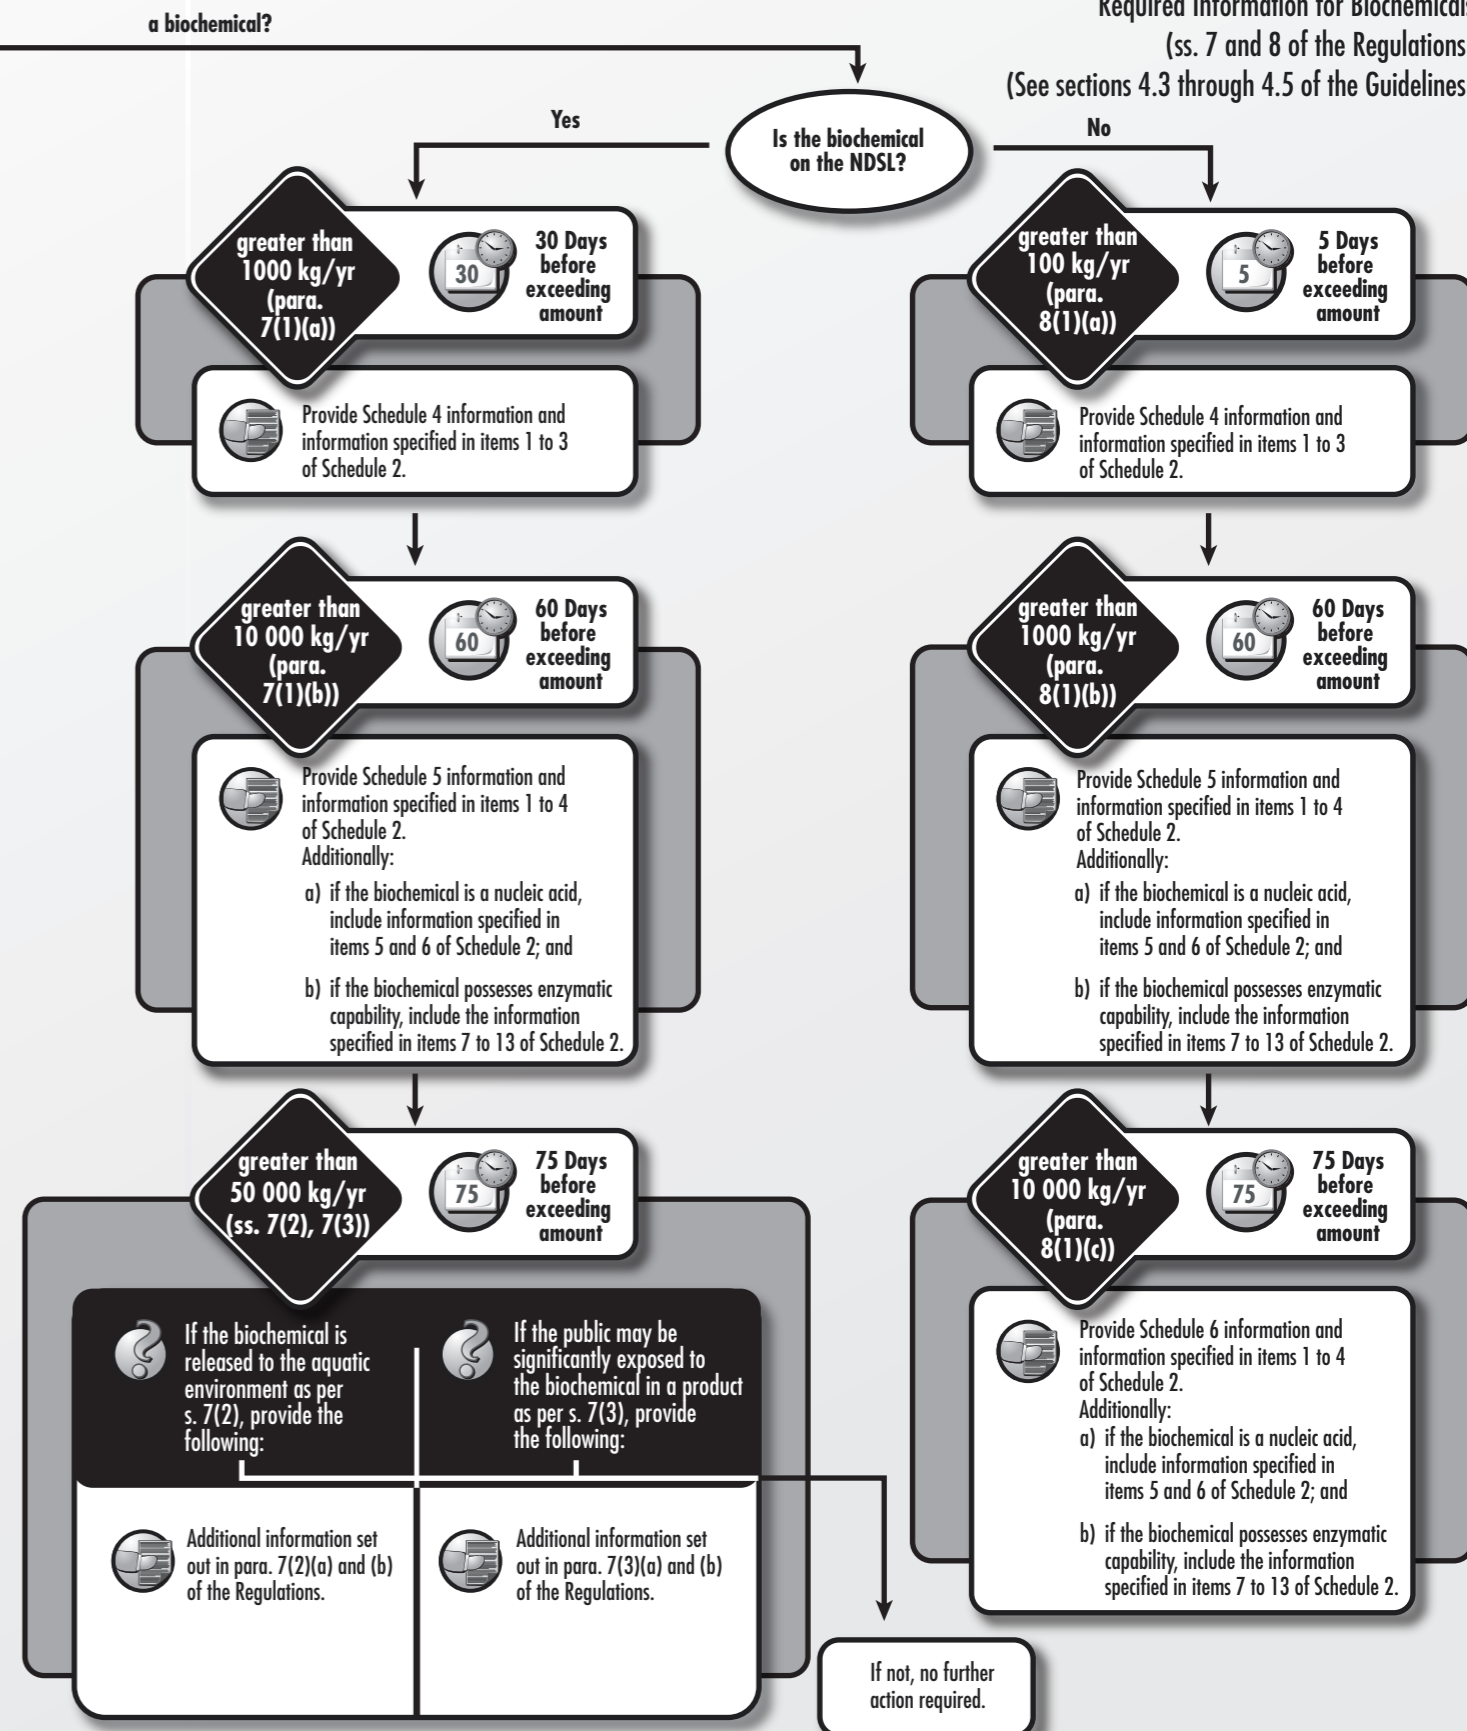 a biochemical?
Required Information for Biochemicals
(ss. 7 and 8 of the Regulations
(See sections 4.3 through 4.5 of the Guidelines
Is the biochemical
on the NDSL?
Yes
No
greater than
1000 kg/yr
(para.
7(1)(a))
30
30 Days
before
exceeding
amount
Provide Schedule 4 information and
information specified in items 1 to 3
of Schedule 2.
greater than
10 000 kg/yr
(para.
7(1)(b))
60
60 Days
before
exceeding
amount
Provide Schedule 5 information and
information specified in items 1 to 4
of Schedule 2.
Additionally:
a) if the biochemical is a nucleic acid,
include information specified in
items 5 and 6 of Schedule 2; and
b) if the biochemical possesses enzymatic
capability, include the information
specified in items 7 to 13 of Schedule 2.
greater than
50 000 kg/yr
(ss. 7(2), 7(3))
75
75 Days
before
exceeding
amount
If the biochemical is
released to the aquatic
environment as per
s. 7(2), provide the
following:
If the public may be
significantly exposed to
the biochemical in a product
as per s. 7(3), provide
the following:
Additional information set
out in para. 7(2)(a) and (b)
of the Regulations.
Additional information set
out in para. 7(3)(a) and (b)
of the Regulations.
If not, no further
action required.
greater than
100 kg/yr
(para.
8(1)(a))
5
5 Days
before
exceeding
amount
Provide Schedule 4 information and
information specified in items 1 to 3
of Schedule 2.
greater than
1000 kg/yr
(para.
8(1)(b))
60
60 Days
before
exceeding
amount
Provide Schedule 5 information and
information specified in items 1 to 4
of Schedule 2.
Additionally:
a) if the biochemical is a nucleic acid,
include information specified in
items 5 and 6 of Schedule 2; and
b) if the biochemical possesses enzymatic
capability, include the information
specified in items 7 to 13 of Schedule 2.
greater than
10 000 kg/yr
(para.
8(1)(c))
75
75 Days
before
exceeding
amount
Provide Schedule 6 information and
information specified in items 1 to 4
of Schedule 2.
Additionally:
a) if the biochemical is a nucleic acid,
include information specified in
items 5 and 6 of Schedule 2; and
b) if the biochemical possesses enzymatic
capability, include the information
specified in items 7 to 13 of Schedule 2.